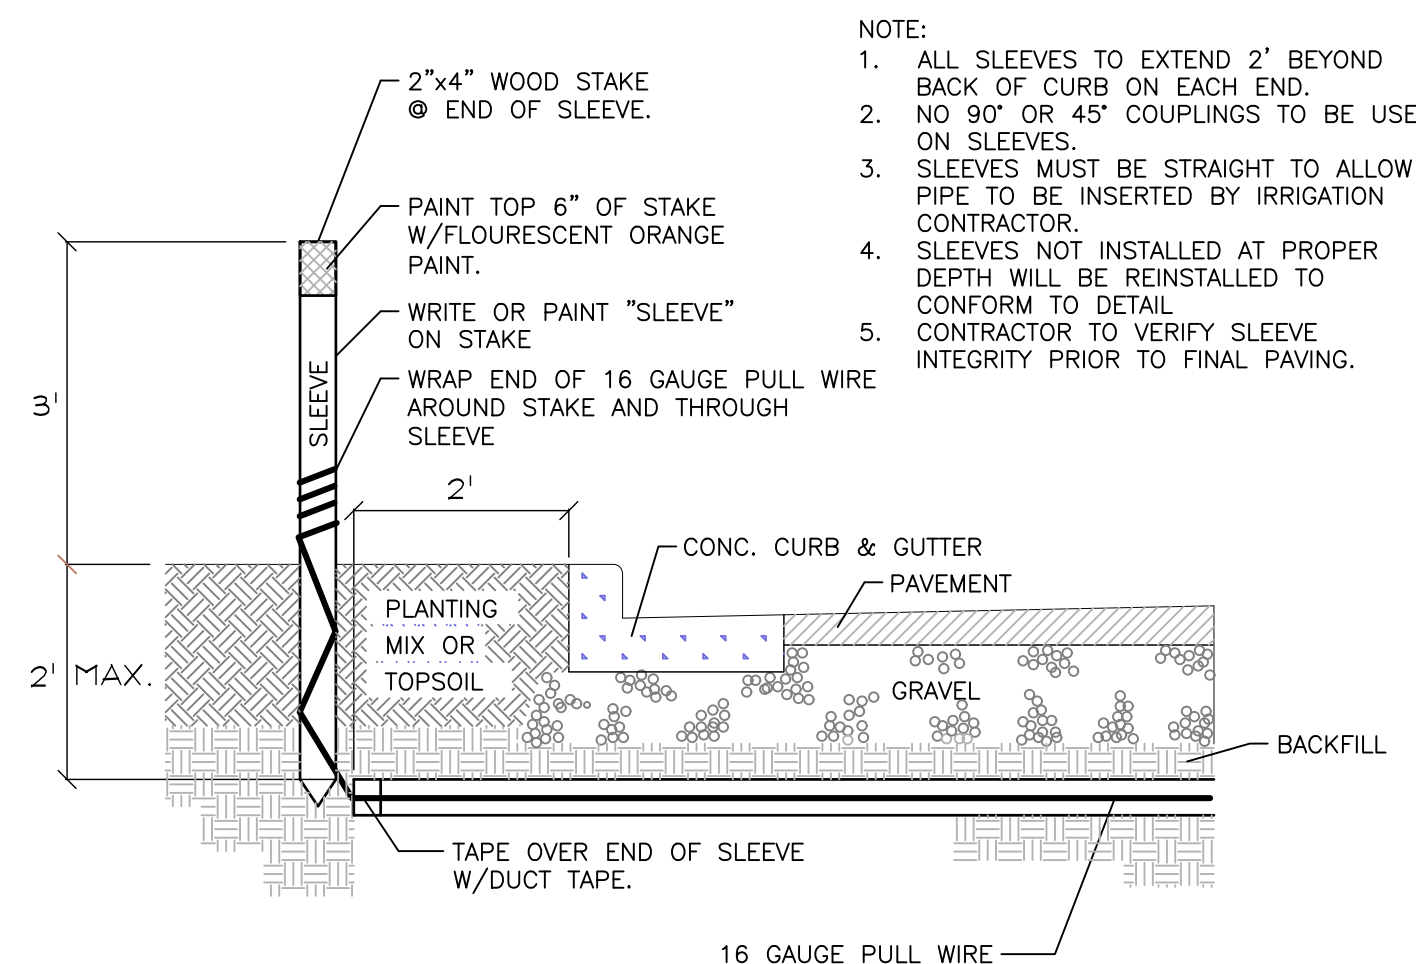 NOTE:
1. ALL SLEEVES TO EXTEND 2' BEYOND
BACK OF CURB ON EACH END.
2. NO 90° OR 45° COUPLINGS TO BE USE
ON SLEEVES.
3. SLEEVES MUST BE STRAIGHT TO ALLOW
PIPE TO BE INSERTED BY IRRIGATION
CONTRACTOR.
4. SLEEVES NOT INSTALLED AT PROPER
DEPTH WILL BE REINSTALLED TO
CONFORM TO DETAIL
5. CONTRACTOR TO VERIFY SLEEVE
INTEGRITY PRIOR TO FINAL PAVING.
2"x4" WOOD STAKE
@ END OF SLEEVE.
PAINT TOP 6" OF STAKE
W/FLOURESCENT ORANGE
PAINT.
WRITE OR PAINT "SLEEVE"
ON STAKE
WRAP END OF 16 GAUGE PULL WIRE
AROUND STAKE AND THROUGH
SLEEVE
SLEEVE
3'
2'
CONC. CURB & GUTTER
PAVEMENT
PLANTING
MIX OR
TOPSOIL
2' MAX.
GRAVEL
BACKFILL
TAPE OVER END OF SLEEVE
W/DUCT TAPE.
16 GAUGE PULL WIRE